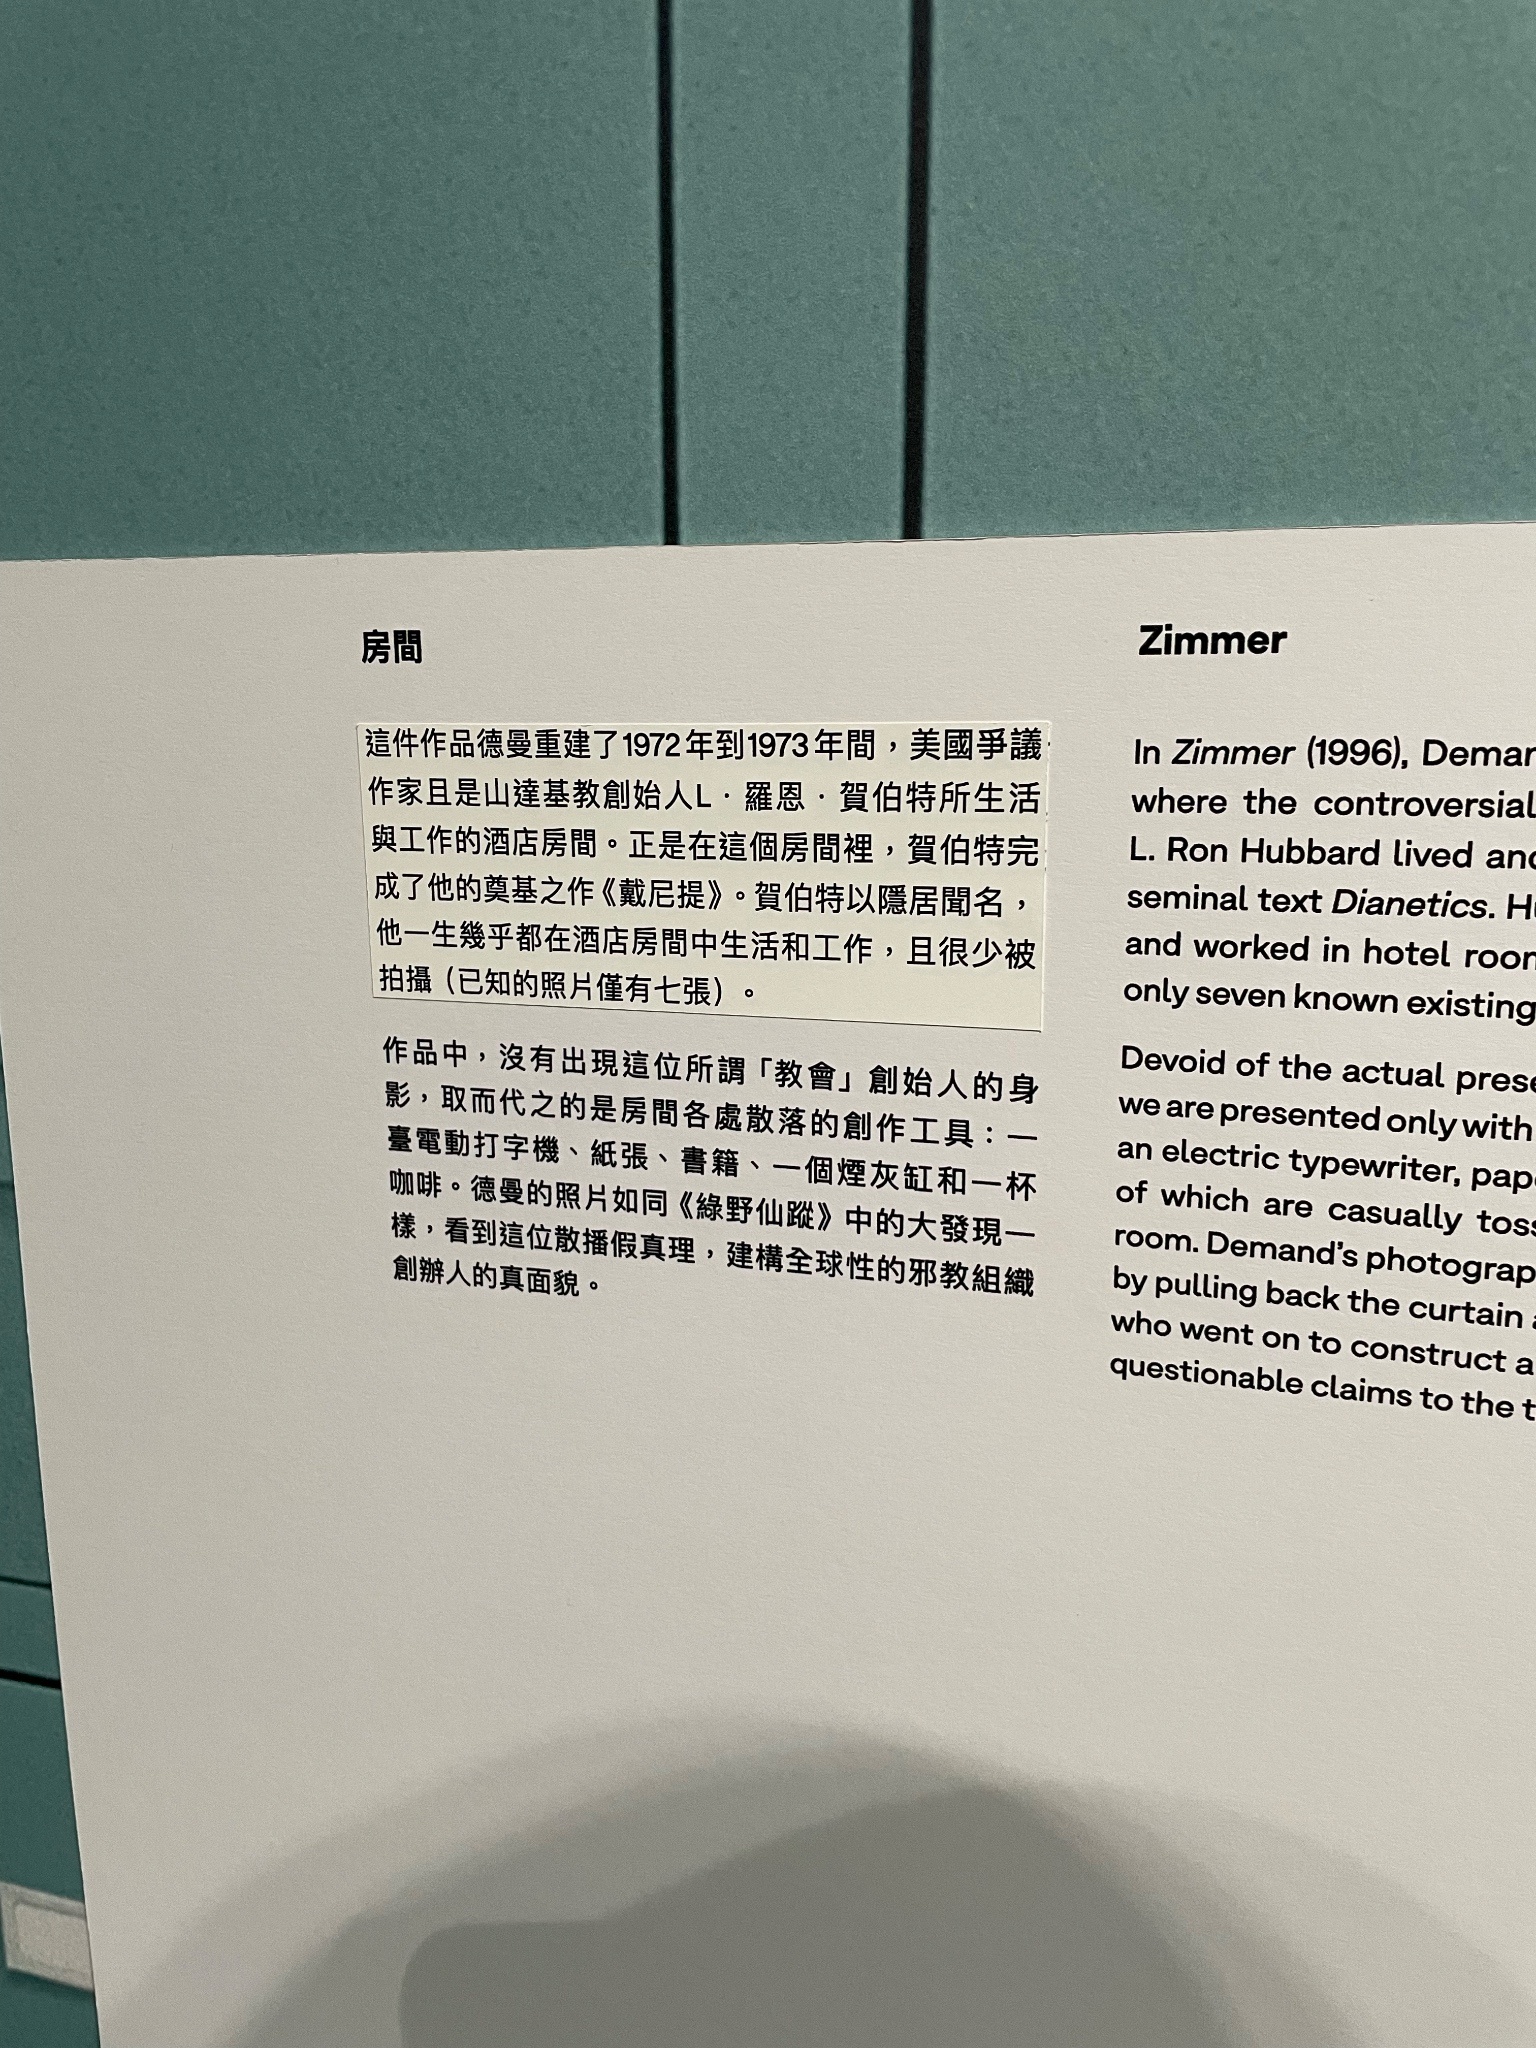 房間
這件作品德曼重建了1972年到1973年間，美國爭議
作家且是山達基教創始人L．羅恩．賀伯特所生活
與工作的酒店房間。正是在這個房間裡，賀伯特完
成了他的奠基之作《戴尼提》。賀伯特以隱居聞名，
他一生幾乎都在酒店房間中生活和工作，且很少被
拍攝（已知的照片僅有七張）。
作品中，沒有出現這位所謂「教會」創始人的身
影，取而代之的是房間各處散落的創作工具：一
臺電動打字機、紙張、書籍、一個煙灰缸和一杯
咖啡。德曼的照片如同《綠野仙蹤》中的大發現一
樣，看到這位散播假真理，建構全球性的邪教組織
創辦人的真面貌。
Zimmer
In Zimmer (1996),
where the controversial
L. Ron Hubbard lived
seminal text Dianetics.
and worked in hotel
only seven known existing
Devoid of the actual
we are presented only with
an electric typewriter,
of which are casually
room. Demand's
by pulling back the curtain
who went on to construct
questionable claims to the